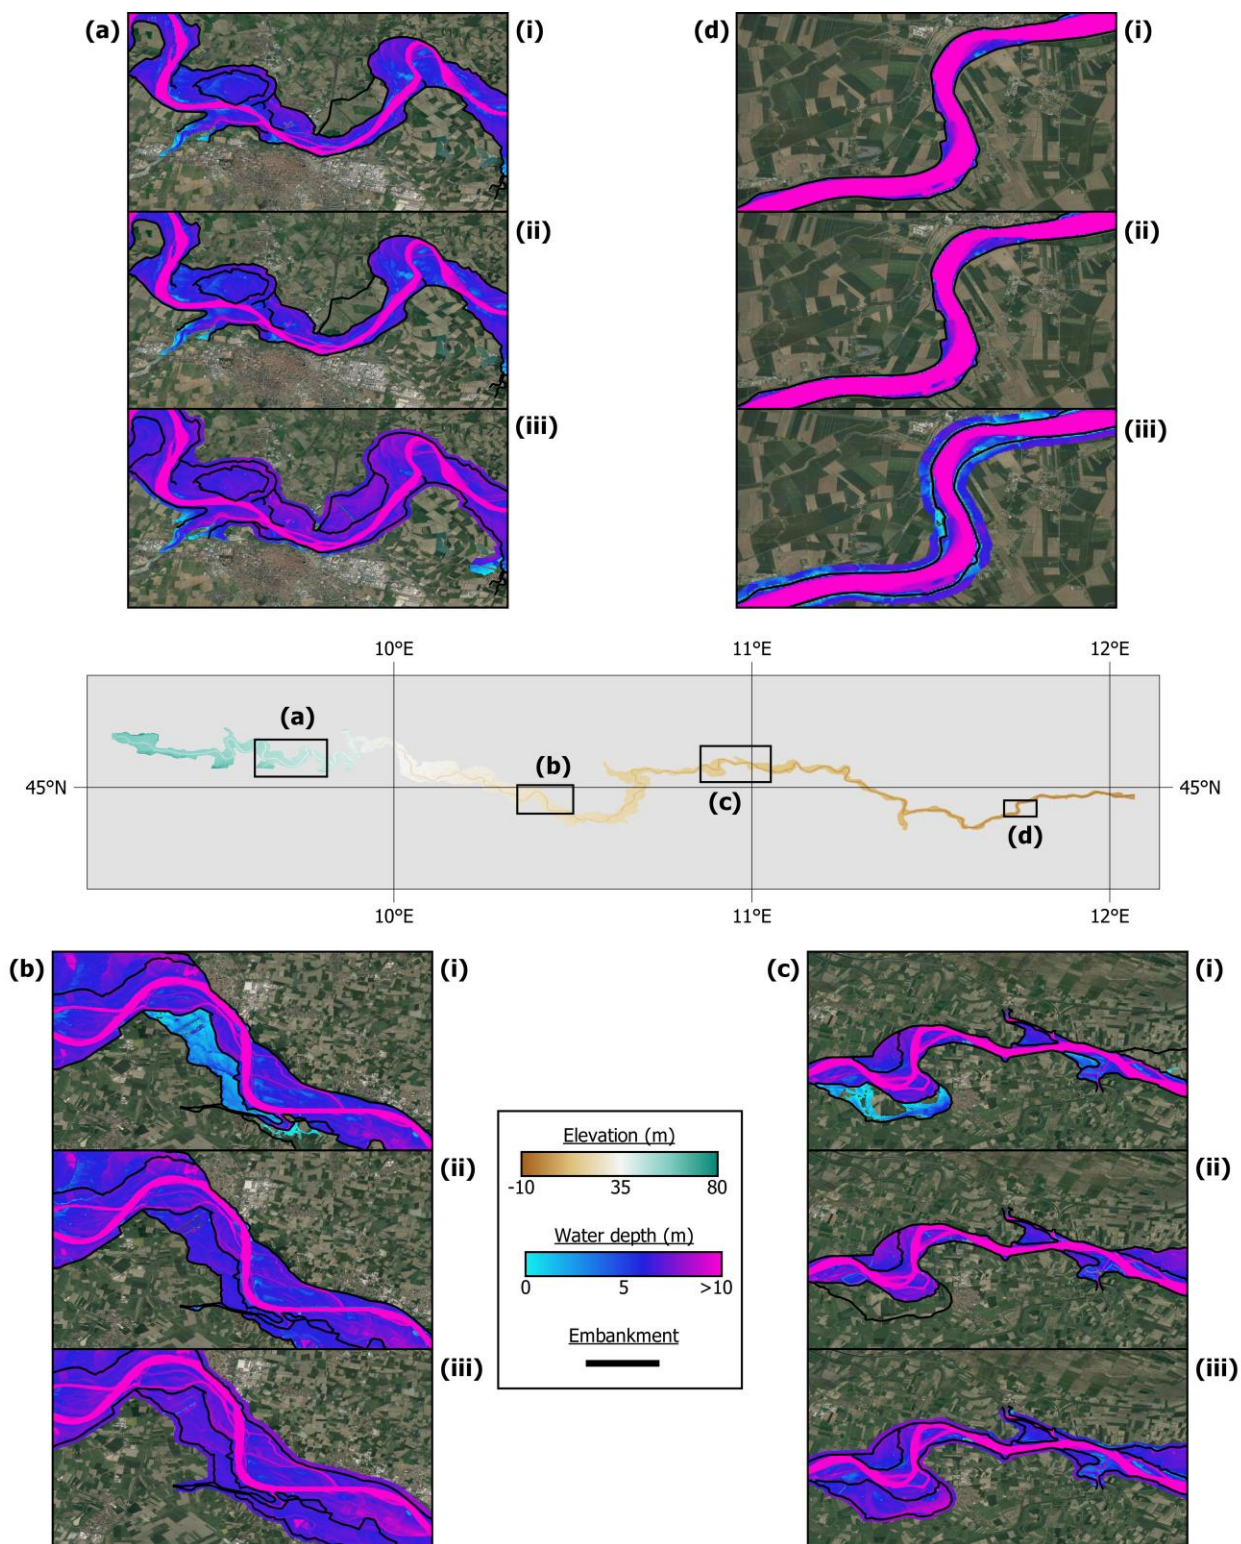 (a)
(i)
(ii)
(iii)
(d)
(i)
(ii)
(iii)
10°E 11°E 12°E
45°N 45°N
(a)
(b)
(c)
(d)
10°E 11°E 12°E
(b)
(i)
(ii)
(iii)
Elevation (m)
-10 35 80
Water depth (m)
0 5 >10
Embankment
(c)
(i)
(ii)
(iii)